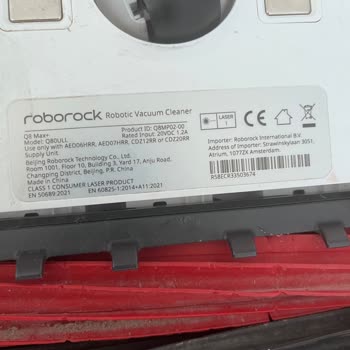 roborock Robotic Vacuum Cleaner
Q8 Max+ Product ID: Q8MP02-00
Model: Q80ULL Rated Input: 20VDC 1.2A
Use only with AED06HRR, AED07HRR, CDZ12RR or CDZ20RR
Supply Unit.
Beijing Roborock Technology Co., Ltd.
Room 1001, Floor 10, Building 3, Yard 17, Anju Road,
Changping District, Beijing, P.R. China
Made in China
CLASS 1 CONSUMER LASER PRODUCT
EN 50689:2021 EN 60825-1:2014+A11:2021
LASER
1
Importer: Roborock International B.V.
Address of Importer: Strawinskylaan 3051,
Atrium, 1077ZX Amsterdam.